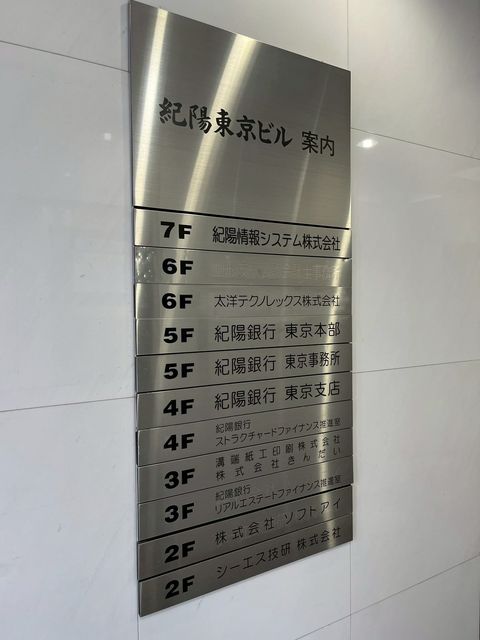 紀陽東京ビル 案内
7F 紀陽情報システム株式会社
6F
6F 太洋テクノレックス株式会社
5F 紀陽銀行 東京本部
5F 紀陽銀行 東京事務所
4F 紀陽銀行 東京支店
4F 紀陽銀行
ストラクチャードファイナンス推進室
3F 溝端紙工印刷株式会社
株式会社きんだい
3F 紀陽銀行
リアルエステートファイナンス推進室
2F 株式会社 ソフトアイ
2F シーエス技研 株式会社